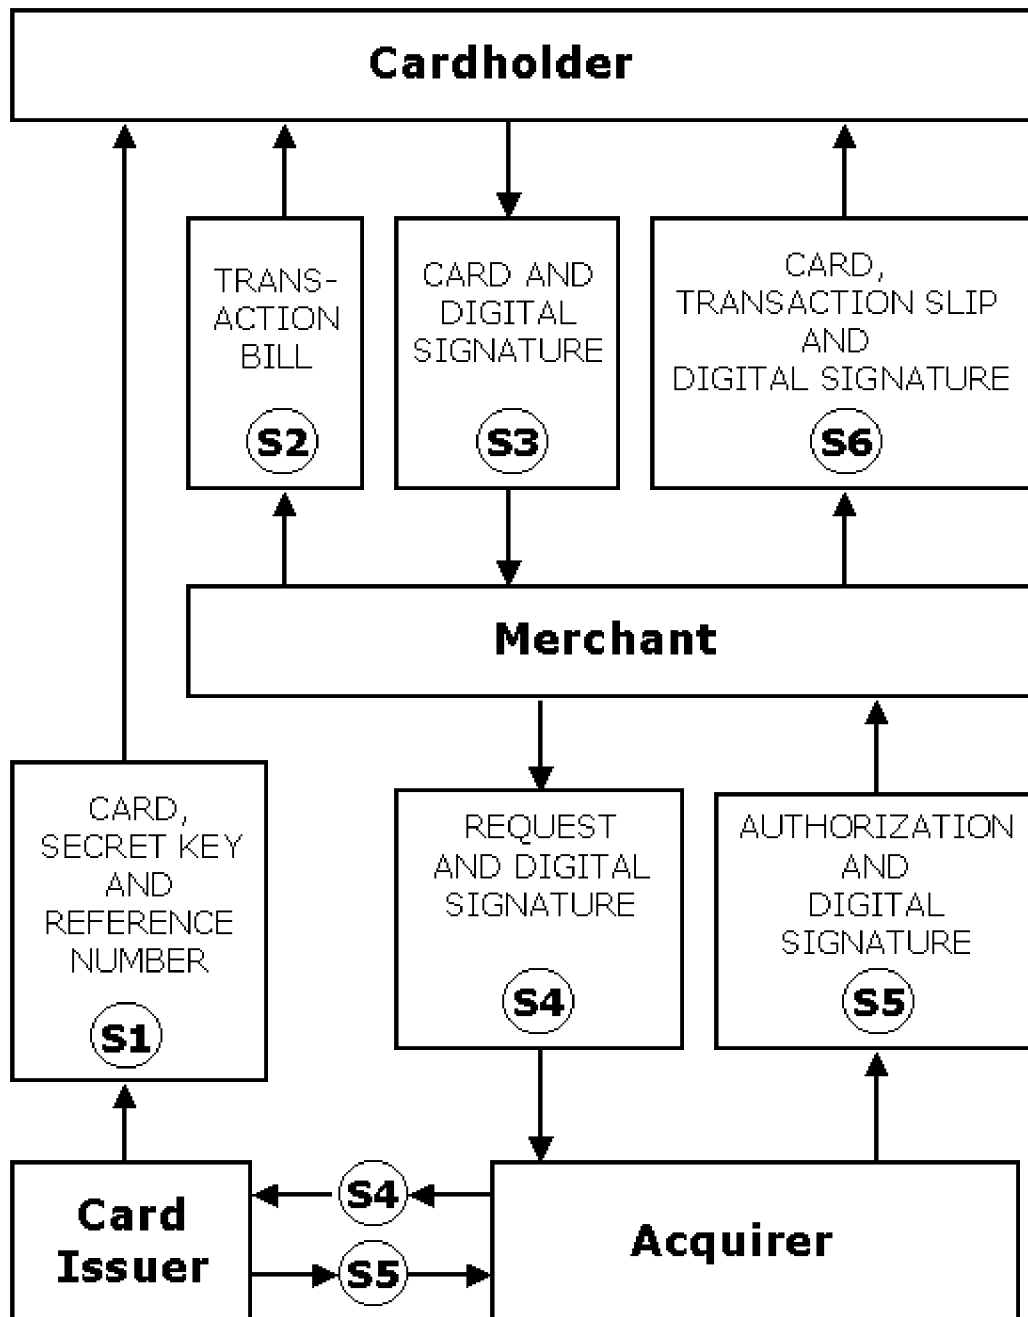 Cardholder
TRANS-
ACTION
BILL
S2
CARD AND
DIGITAL
SIGNATURE
S3
CARD,
TRANSACTION SLIP
AND
DIGITAL SIGNATURE
S6
Merchant
CARD,
SECRET KEY
AND
REFERENCE
NUMBER
S1
REQUEST
AND DIGITAL
SIGNATURE
S4
AUTHORIZATION
AND
DIGITAL
SIGNATURE
S5
Card
Issuer
S4
S5
Acquirer